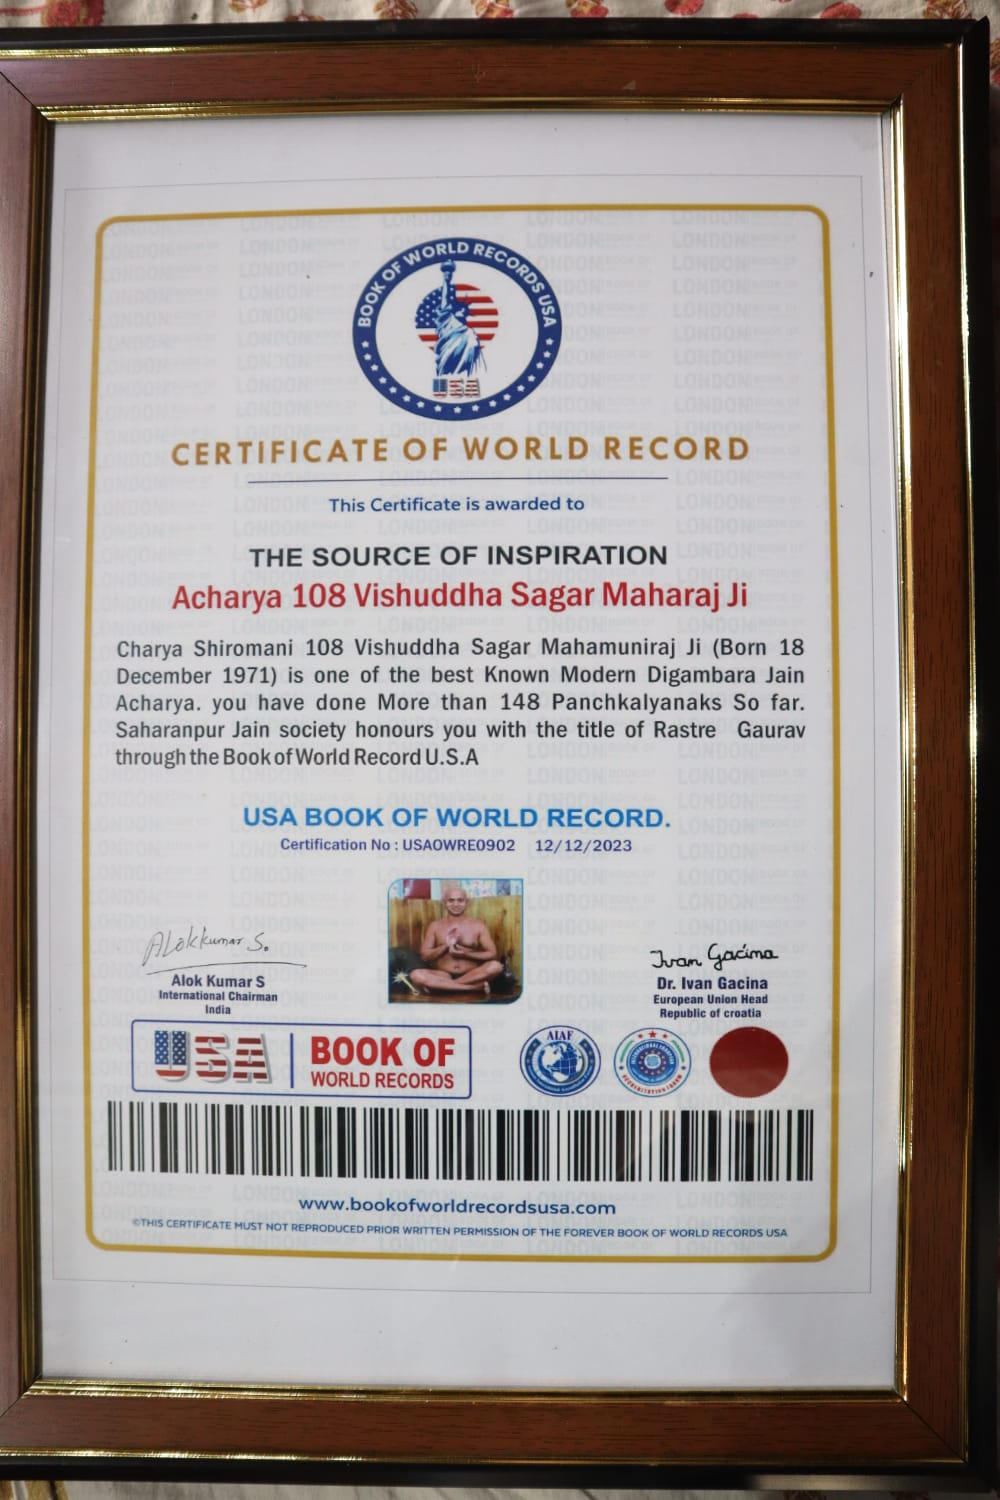 BOOK OF WORLD RECORDS USA
USA
CERTIFICATE OF WORLD RECORD
This Certificate is awarded to
THE SOURCE OF INSPIRATION
Acharya 108 Vishuddha Sagar Maharaj Ji
Charya Shiromani 108 Vishuddha Sagar Mahamuniraj Ji (Born 18
December 1971) is one of the best Known Modern Digambara Jain
Acharya. you have done More than 148 Panchkalyanaks So far.
Saharanpur Jain society honours you with the title of Rastre Gaurav
through the Book of World Record U.S.A
USA BOOK OF WORLD RECORD.
Certification No : USAOWRE0902 12/12/2023
Alokkumar S.
Alok Kumar S
International Chairman
India
Ivan Gacina
Dr. Ivan Gacina
European Union Head
Republic of croatia
USA BOOK OF
WORLD RECORDS
AIAF
www.bookofworldrecordsusa.com
©THIS CERTIFICATE MUST NOT REPRODUCED PRIOR WRITTEN PERMISSION OF THE FOREVER BOOK OF WORLD RECORDS USA